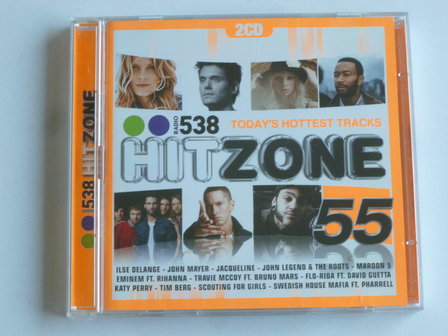 2CD
RADIO 538
TODAY'S HOTTEST TRACKS
HITZONE
55
ILSE DELANGE - JOHN MAYER - JACQUELINE - JOHN LEGEND & THE ROOTS - MAROON 5
EMINEM FT. RIHANNA - TRAVIE MCCOY FT. BRUNO MARS - FLO-RIDA FT. DAVID GUETTA
KATY PERRY - TIM BERG - SCOUTING FOR GIRLS - SWEDISH HOUSE MAFIA FT. PHARRELL
RADIO 538 HITZONE